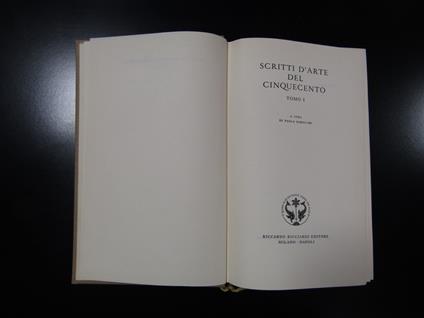 SCRITTI D'ARTE
DEL
CINQUECENTO
TOMO I
A CURA
DI PAOLA BAROCCHI
RICCARDO RICCIARDI EDITORE
MILANO · NAPOLI